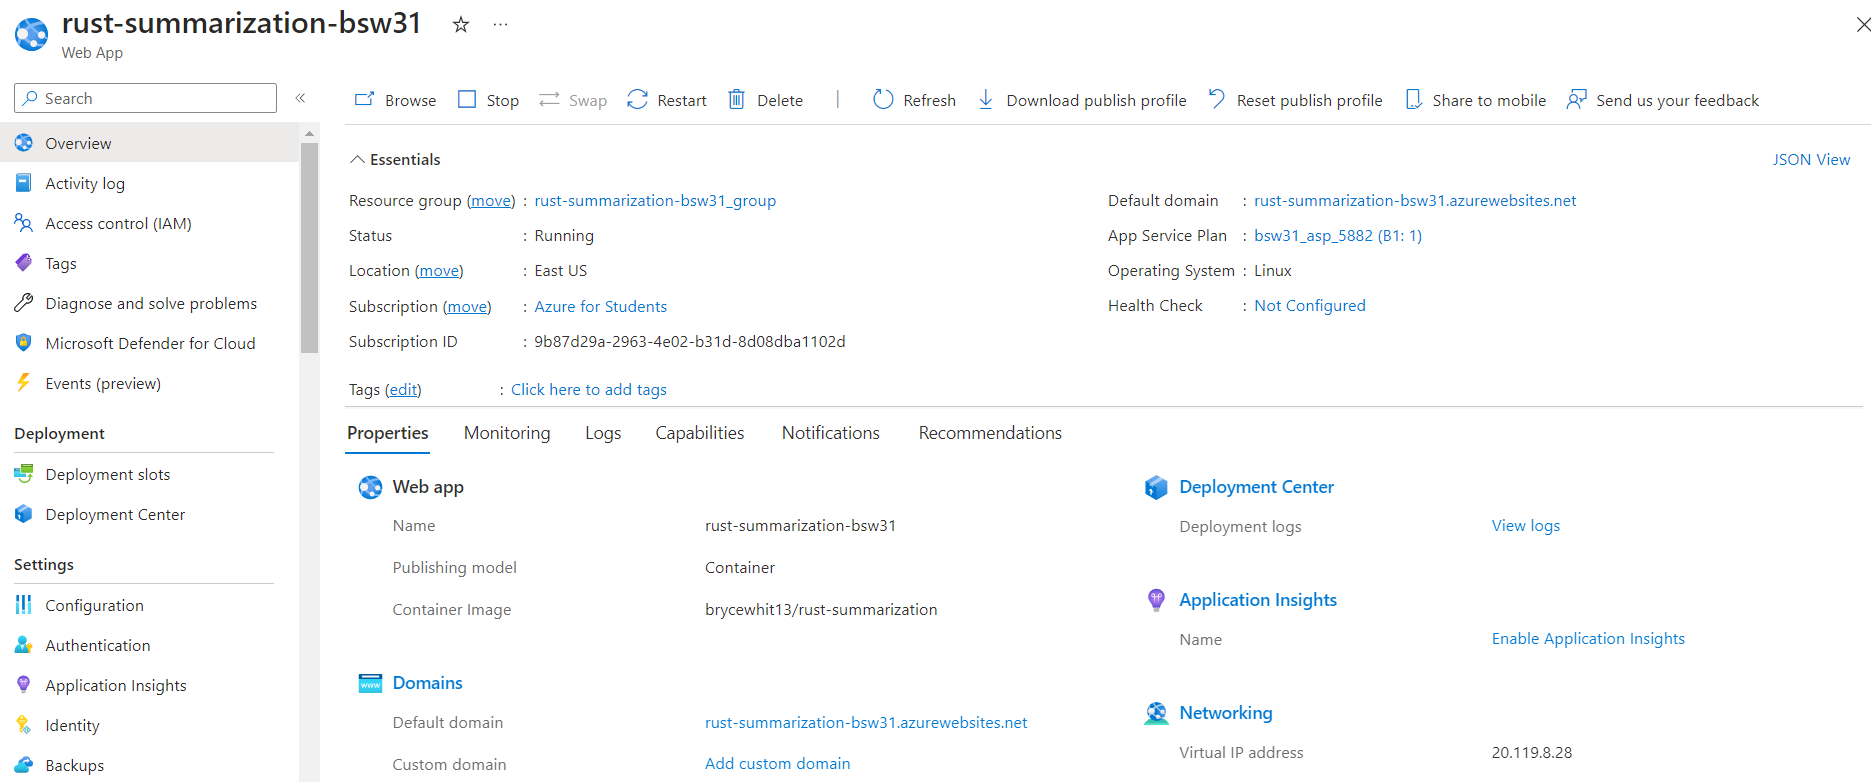 rust-summarization-bsw31
Web App
Search
Browse Stop Swap Restart Delete Refresh Download publish profile Reset publish profile Share to mobile Send us your feedback
Overview
Activity log
Access control (IAM)
Tags
Diagnose and solve problems
Microsoft Defender for Cloud
Events (preview)
Deployment
Deployment slots
Deployment Center
Settings
Configuration
Authentication
Application Insights
Identity
Backups
Essentials
JSON View
Resource group (move) : rust-summarization-bsw31_group
Status : Running
Location (move) : East US
Subscription (move) : Azure for Students
Subscription ID : 9b87d29a-2963-4e02-b31d-8d08dba1102d
Default domain : rust-summarization-bsw31.azurewebsites.net
App Service Plan : bsw31_asp_5882 (B1: 1)
Operating System : Linux
Health Check : Not Configured
Tags (edit) : Click here to add tags
Properties Monitoring Logs Capabilities Notifications Recommendations
Web app
Name rust-summarization-bsw31
Publishing model Container
Container Image brycewhit13/rust-summarization
www
Domains
Default domain rust-summarization-bsw31.azurewebsites.net
Custom domain Add custom domain
Deployment Center
Deployment logs View logs
Application Insights
Name Enable Application Insights
Networking
Virtual IP address 20.119.8.28